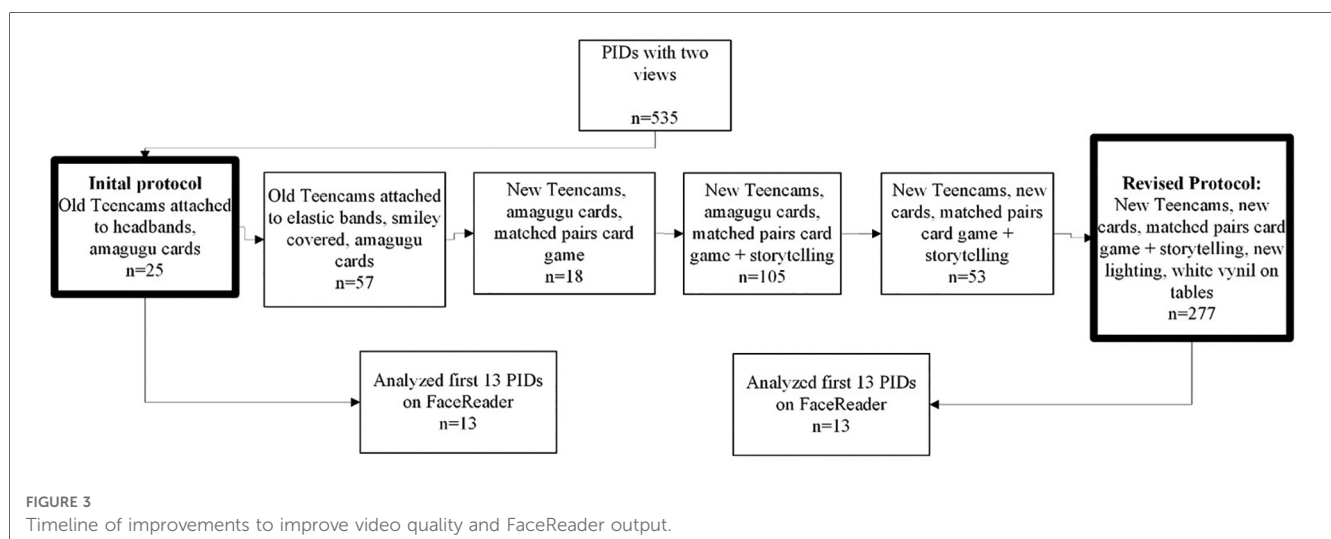 PIDs with two
views
n=535
Inital protocol
Old Teencams attached
to headbands,
amagugu cards
n=25
Old Teencams attached
to elastic bands, smiley
covered, amagugu
cards
n=57
New Teencams,
amagugu cards,
matched pairs card
game
n=18
New Teencams,
amagugu cards,
matched pairs card
game + storytelling
n=105
New Teencams, new
cards, matched pairs
card game +
storytelling
n=53
Revised Protocol:
New Teencams, new
cards, matched pairs card
game + storytelling, new
lighting, white vynil on
tables
n=277
Analyzed first 13 PIDs
on FaceReader
n=13
Analyzed first 13 PIDs
on FaceReader
n=13
FIGURE 3
Timeline of improvements to improve video quality and FaceReader output.